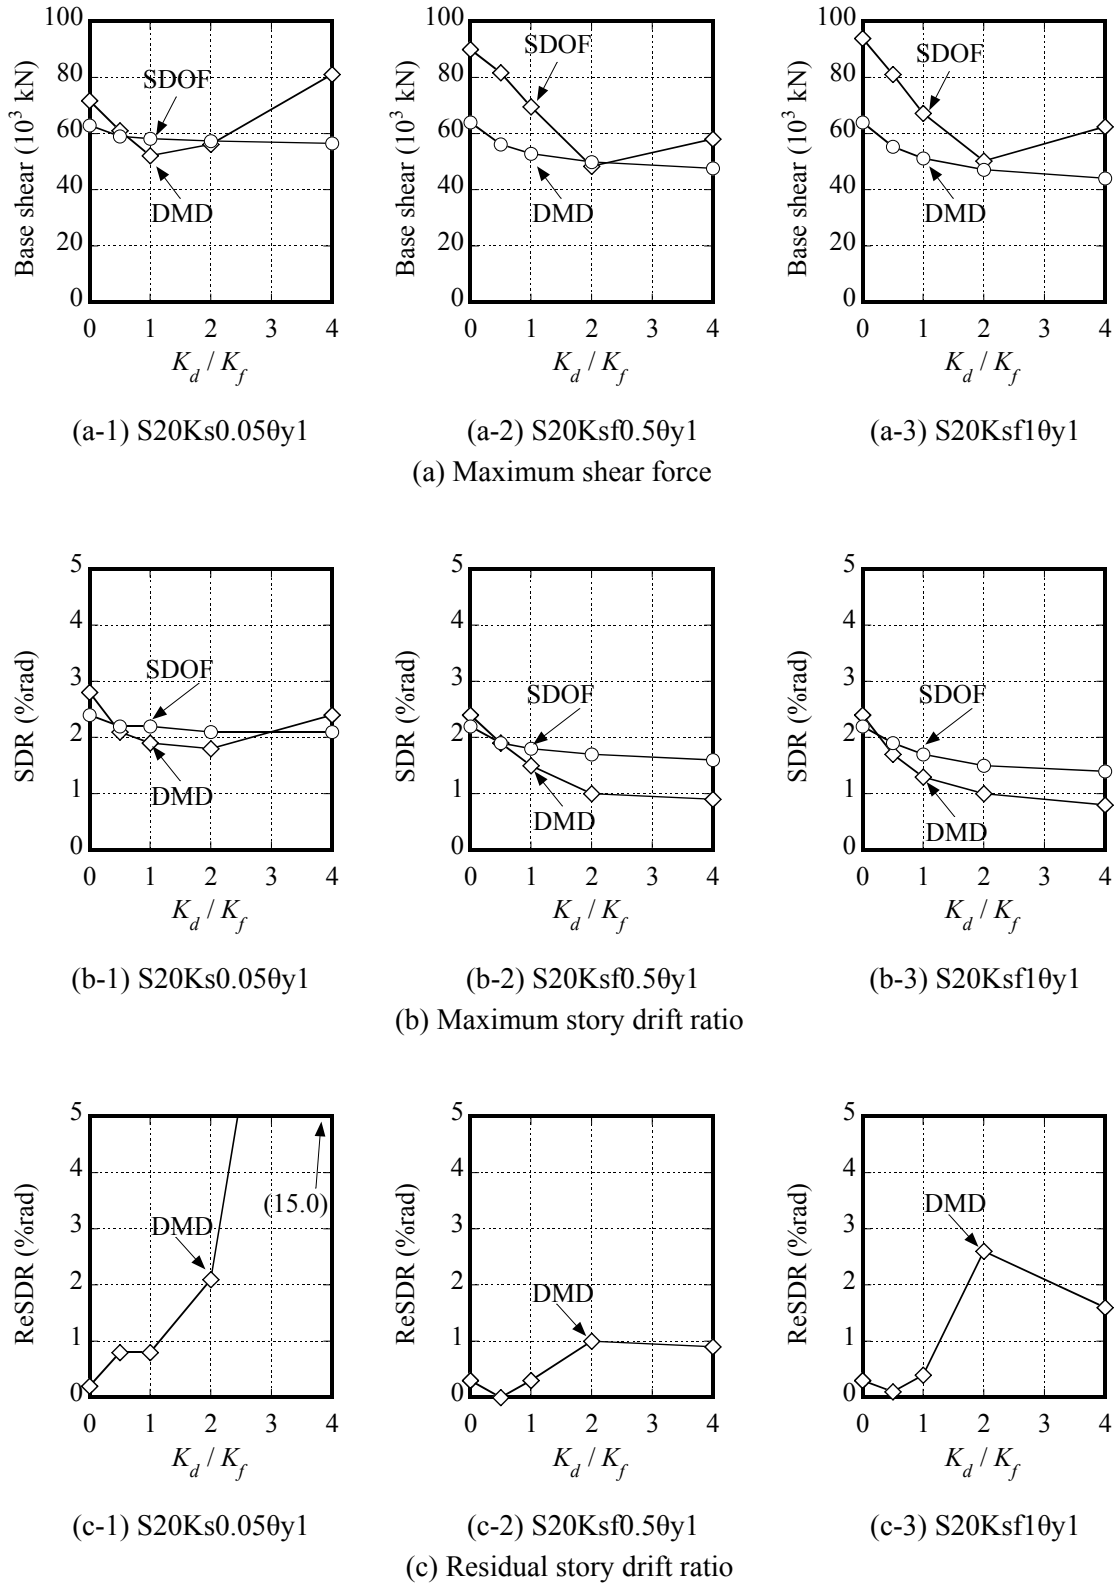 100
80
60
40
20
0
Base shear (10³ kN)
SDOF
DMD
0 1 2 3 4
K_d / K_f
(a-1) S20Ks0.05θy1
100
80
60
40
20
0
Base shear (10³ kN)
SDOF
DMD
0 1 2 3 4
K_d / K_f
(a-2) S20Ksf0.5θy1
100
80
60
40
20
0
Base shear (10³ kN)
SDOF
DMD
0 1 2 3 4
K_d / K_f
(a-3) S20Ksf1θy1
(a) Maximum shear force
5
4
3
2
1
0
SDR (%rad)
SDOF
DMD
0 1 2 3 4
K_d / K_f
(b-1) S20Ks0.05θy1
5
4
3
2
1
0
SDR (%rad)
SDOF
DMD
0 1 2 3 4
K_d / K_f
(b-2) S20Ksf0.5θy1
5
4
3
2
1
0
SDR (%rad)
SDOF
DMD
0 1 2 3 4
K_d / K_f
(b-3) S20Ksf1θy1
(b) Maximum story drift ratio
5
4
3
2
1
0
ReSDR (%rad)
(15.0)
DMD
0 1 2 3 4
K_d / K_f
(c-1) S20Ks0.05θy1
5
4
3
2
1
0
ReSDR (%rad)
DMD
0 1 2 3 4
K_d / K_f
(c-2) S20Ksf0.5θy1
5
4
3
2
1
0
ReSDR (%rad)
DMD
0 1 2 3 4
K_d / K_f
(c-3) S20Ksf1θy1
(c) Residual story drift ratio